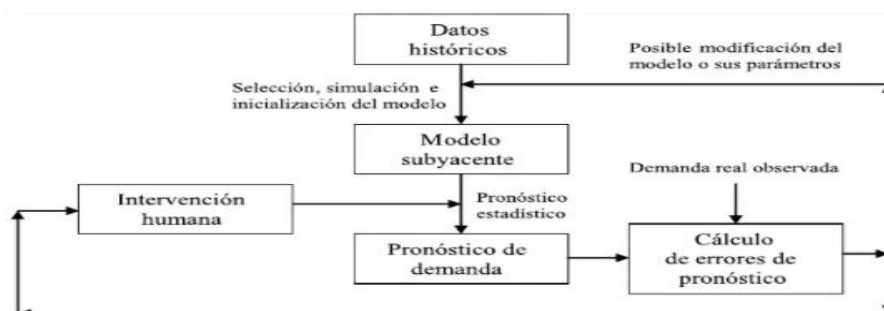 Datos
históricos
Posible modificación del
modelo o sus parámetros
Selección, simulación e
inicialización del modelo
Modelo
subyacente
Demanda real observada
Intervención
humana
Pronóstico
estadístico
Pronóstico de
demanda
Cálculo
de errores de
pronóstico